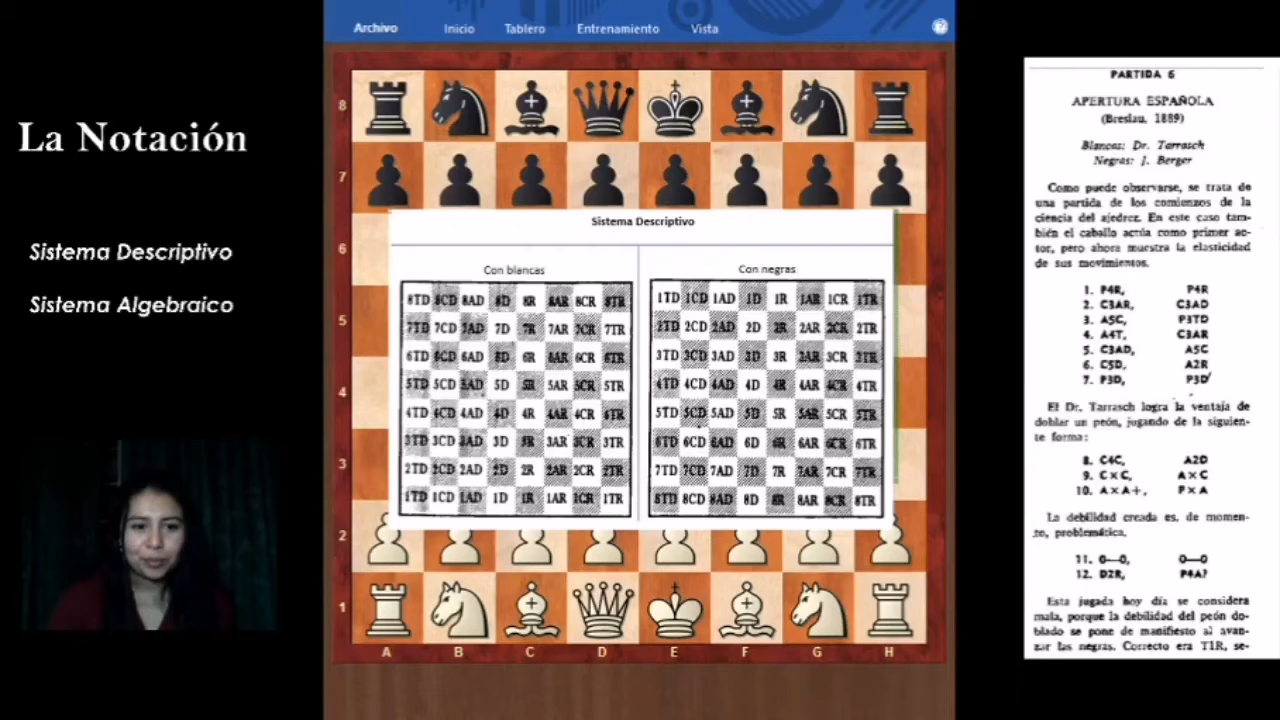 La Notación
Sistema Descriptivo
Sistema Algebraico
Archivo Inicio Tablero Entrenamiento Vista
8
7
6
5
4
3
2
1
A B C D E F G H
Sistema Descriptivo
Con blancas
8TD 8CD 8AD 8D 8R 8AR 8CR 8TR
7TD 7CD 7AD 7D 7R 7AR 7CR 7TR
6TD 6CD 6AD 6D 6R 6AR 6CR 6TR
5TD 5CD 5AD 5D 5R 5AR 5CR 5TR
4TD 4CD 4AD 4D 4R 4AR 4CR 4TR
3TD 3CD 3AD 3D 3R 3AR 3CR 3TR
2TD 2CD 2AD 2D 2R 2AR 2CR 2TR
1TD 1CD 1AD 1D 1R 1AR 1CR 1TR
Con negras
1TD 1CD 1AD 1D 1R 1AR 1CR 1TR
2TD 2CD 2AD 2D 2R 2AR 2CR 2TR
3TD 3CD 3AD 3D 3R 3AR 3CR 3TR
4TD 4CD 4AD 4D 4R 4AR 4CR 4TR
5TD 5CD 5AD 5D 5R 5AR 5CR 5TR
6TD 6CD 6AD 6D 6R 6AR 6CR 6TR
7TD 7CD 7AD 7D 7R 7AR 7CR 7TR
8TD 8CD 8AD 8D 8R 8AR 8CR 8TR
PARTIDA 6
APERTURA ESPAÑOLA
(Breslau, 1889)
Blancas: Dr. Tarrasch
Negras: J. Berger
Como puede observarse, se trata de
una partida de los comienzos de la
ciencia del ajedrez. En este caso tam-
bién el caballo actúa como primer ac-
tor, pero ahora muestra la elasticidad
de sus movimientos.
1. P4R, P4R
2. C3AR, C3AD
3. A5C, P3TD
4. A4T, C3AR
5. C3AD, A5C
6. C5D, A2R
7. P3D, P3D
El Dr. Tarrasch logra la ventaja de
doblar un peón, jugando de la siguien-
te forma:
8. C4C, A2D
9. C×C, A×C
10. A×A+, P×A
La debilidad creada es, de momen-
to, problemática.
11. 0—0, 0—0
12. D2R, P4A?
Esta jugada hoy día se considera
mala, porque la debilidad del peón do-
blado se pone de manifiesto al avan-
zar las negras. Correcto era T1R, se-